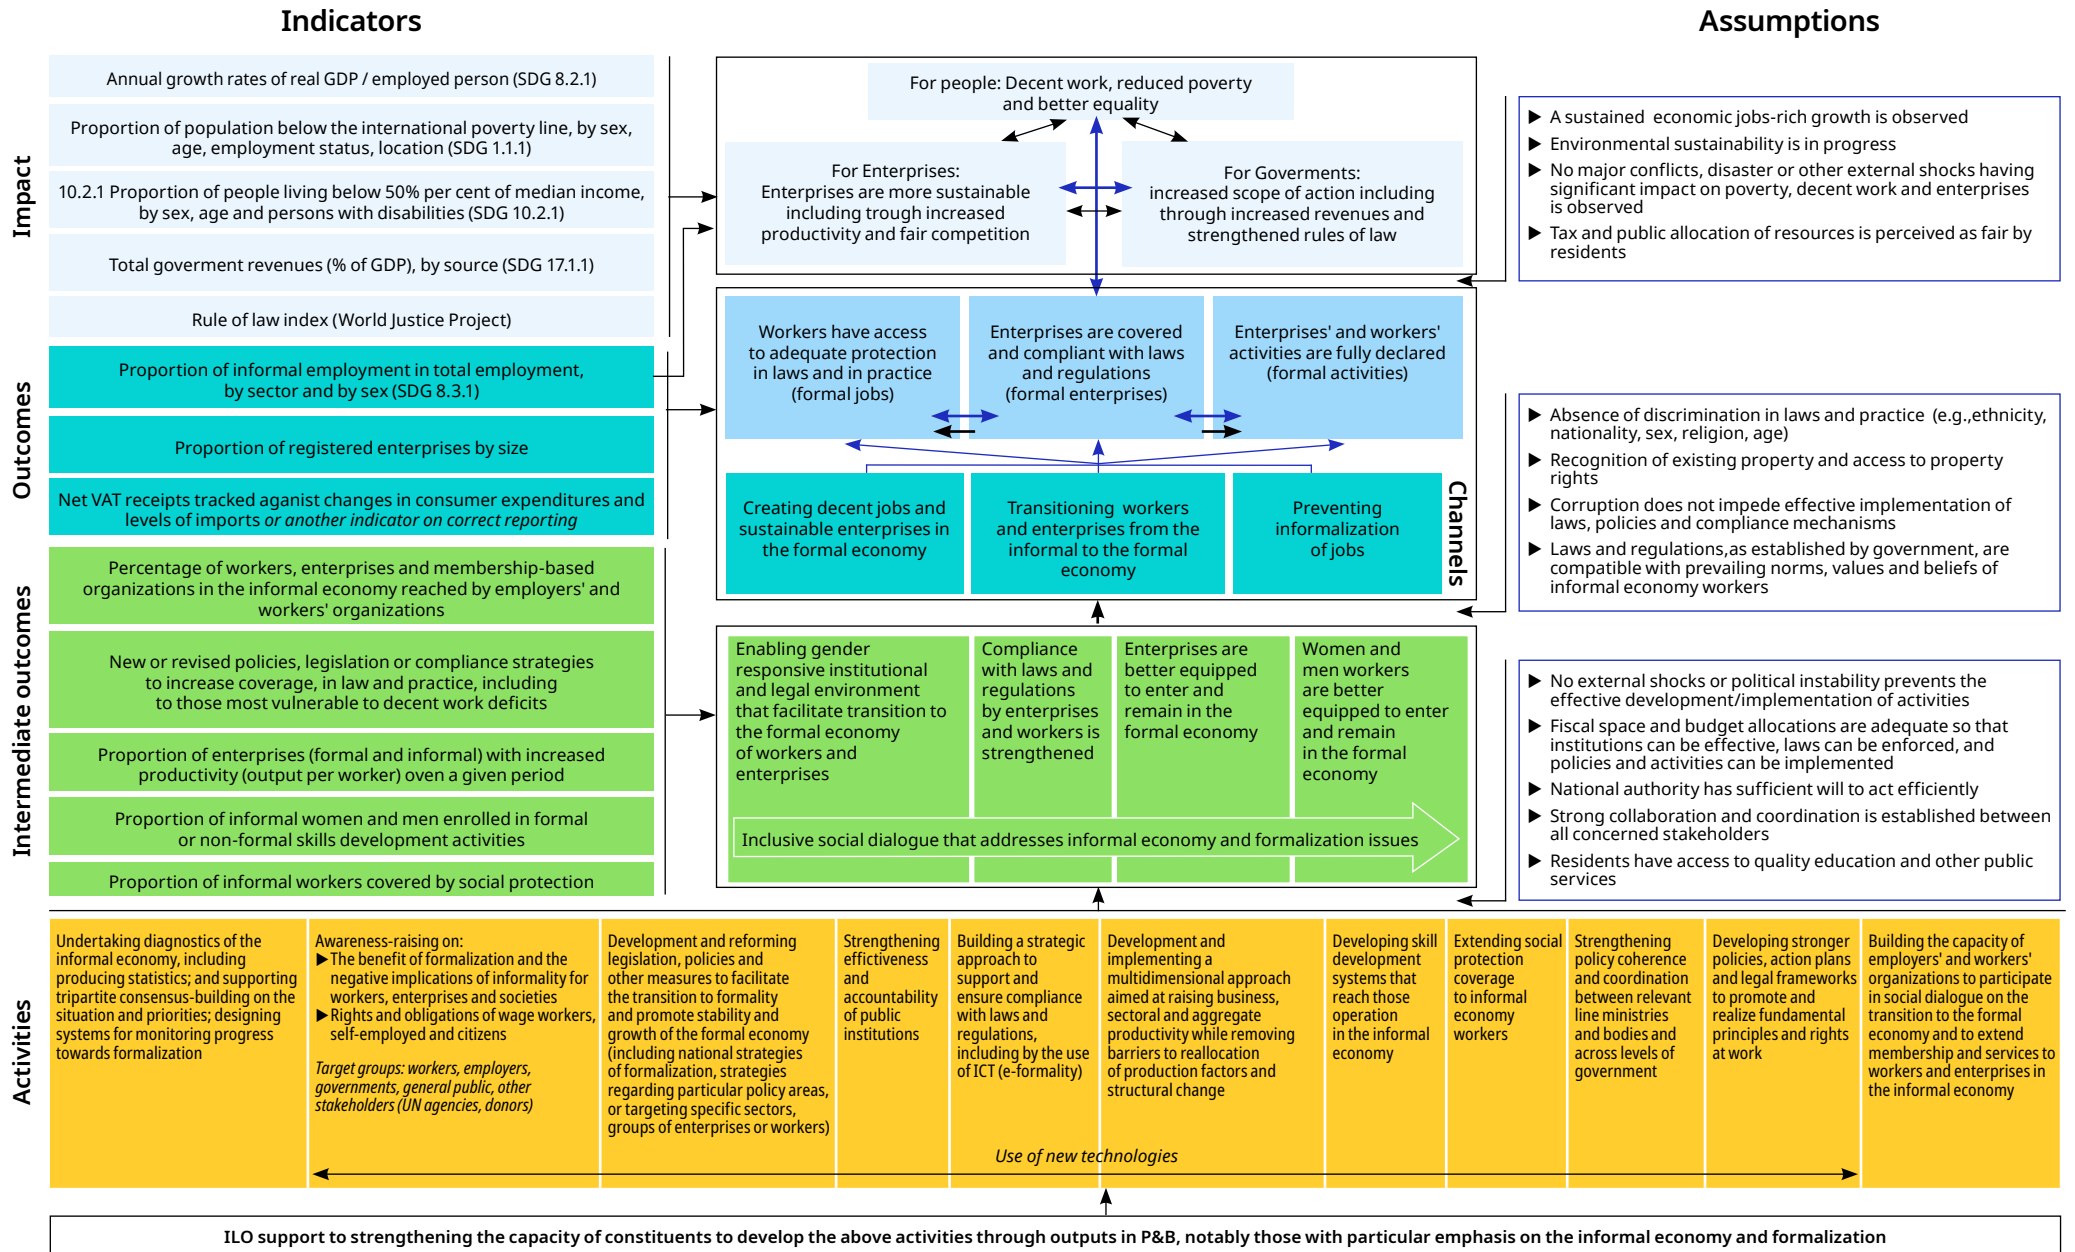 Indicators
Assumptions
Impact
Annual growth rates of real GDP / employed person (SDG 8.2.1)
Proportion of population below the international poverty line, by sex,
age, employment status, location (SDG 1.1.1)
10.2.1 Proportion of people living below 50% per cent of median income,
by sex, age and persons with disabilities (SDG 10.2.1)
Total goverment revenues (% of GDP), by source (SDG 17.1.1)
Rule of law index (World Justice Project)
For people: Decent work, reduced poverty
and better equality
For Enterprises:
Enterprises are more sustainable
including trough increased
productivity and fair competition
For Goverments:
increased scope of action including
through increased revenues and
strengthened rules of law
▶ A sustained economic jobs-rich growth is observed
▶ Environmental sustainability is in progress
▶ No major conflicts, disaster or other external shocks having
significant impact on poverty, decent work and enterprises
is observed
▶ Tax and public allocation of resources is perceived as fair by
residents
Outcomes
Proportion of informal employment in total employment,
by sector and by sex (SDG 8.3.1)
Proportion of registered enterprises by size
Net VAT receipts tracked aganist changes in consumer expenditures and
levels of imports or another indicator on correct reporting
Workers have access
to adequate protection
in laws and in practice
(formal jobs)
Enterprises are covered
and compliant with laws
and regulations
(formal enterprises)
Enterprises' and workers'
activities are fully declared
(formal activities)
Creating decent jobs and
sustainable enterprises in
the formal economy
Transitioning workers
and enterprises from the
informal to the formal
economy
Preventing
informalization
of jobs
Channels
▶ Absence of discrimination in laws and practice (e.g.,ethnicity,
nationality, sex, religion, age)
▶ Recognition of existing property and access to property
rights
▶ Corruption does not impede effective implementation of
laws, policies and compliance mechanisms
▶ Laws and regulations,as established by government, are
compatible with prevailing norms, values and beliefs of
informal economy workers
Intermediate outcomes
Percentage of workers, enterprises and membership-based
organizations in the informal economy reached by employers' and
workers' organizations
New or revised policies, legislation or compliance strategies
to increase coverage, in law and practice, including
to those most vulnerable to decent work deficits
Proportion of enterprises (formal and informal) with increased
productivity (output per worker) oven a given period
Proportion of informal women and men enrolled in formal
or non-formal skills development activities
Proportion of informal workers covered by social protection
Enabling gender
responsive institutional
and legal environment
that facilitate transition to
the formal economy
of workers and
enterprises
Compliance
with laws and
regulations
by enterprises
and workers is
strengthened
Enterprises are
better equipped
to enter and
remain in the
formal economy
Women and
men workers
are better
equipped to enter
and remain
in the formal
economy
Inclusive social dialogue that addresses informal economy and formalization issues
▶ No external shocks or political instability prevents the
effective development/implementation of activities
▶ Fiscal space and budget allocations are adequate so that
institutions can be effective, laws can be enforced, and
policies and activities can be implemented
▶ National authority has sufficient will to act efficiently
▶ Strong collaboration and coordination is established between
all concerned stakeholders
▶ Residents have access to quality education and other public
services
Activities
Undertaking diagnostics of the
informal economy, including
producing statistics; and supporting
tripartite consensus-building on the
situation and priorities; designing
systems for monitoring progress
towards formalization
Awareness-raising on:
▶The benefit of formalization and the
negative implications of informality for
workers, enterprises and societies
▶Rights and obligations of wage workers,
self-employed and citizens
Target groups: workers, employers,
governments, general public, other
stakeholders (UN agencies, donors)
Development and reforming
legislation, policies and
other measures to facilitate
the transition to formality
and promote stability and
growth of the formal economy
(including national strategies
of formalization, strategies
regarding particular policy areas,
or targeting specific sectors,
groups of enterprises or workers)
Strengthening
effictiveness
and
accountability
of public
institutions
Building a strategic
approach to
support and
ensure compliance
with laws and
regulations,
including by the use
of ICT (e-formality)
Development and
implementing a
multidimensional approach
aimed at raising business,
sectoral and aggregate
productivity while removing
barriers to reallocation
of production factors and
structural change
Developing skill
development
systems that
reach those
operation
in the informal
economy
Extending social
protection
coverage
to informal
economy
workers
Strengthening
policy coherence
and coordination
between relevant
line ministries
and bodies and
across levels of
government
Developing stronger
policies, action plans
and legal frameworks
to promote and
realize fundamental
principles and rights
at work
Building the capacity of
employers' and workers'
organizations to participate
in social dialogue on the
transition to the formal
economy and to extend
membership and services to
workers and enterprises in
the informal economy
Use of new technologies
ILO support to strengthening the capacity of constituents to develop the above activities through outputs in P&B, notably those with particular emphasis on the informal economy and formalization